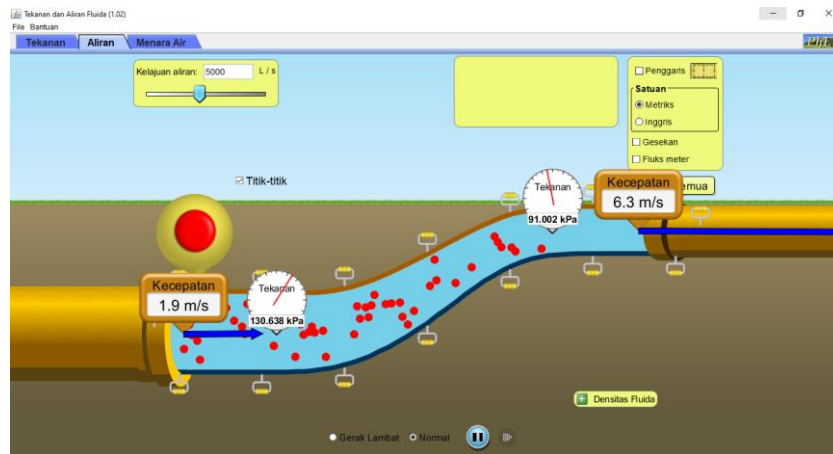 Tekanan dan Aliran Fluida (1.02)
File Bantuan
Tekanan Aliran Menara Air
PhET
Kelajuan aliran: 5000 L / s
Penggaris
Satuan
Metriks
Inggris
Gesekan
Fluks meter
Titik-titik
Tekanan
91.002 kPa
Kecepatan
6.3 m/s
emua
Kecepatan
1.9 m/s
Tekanan
130.638 kPa
Densitas Fluida
Gerak Lambat Normal